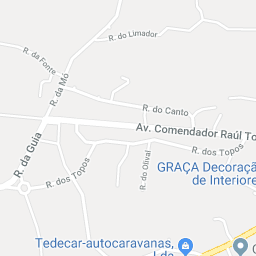 R. do Limador
R. da Fonte
R. da Mó
R. do Canto
Av. Comendador Raúl To
R. da Guia
R. dos Topos
R. do Olival
GRAÇA Decoraçã
de Interiore
R. dos Topos
Tedecar-autocaravanas,
Lda